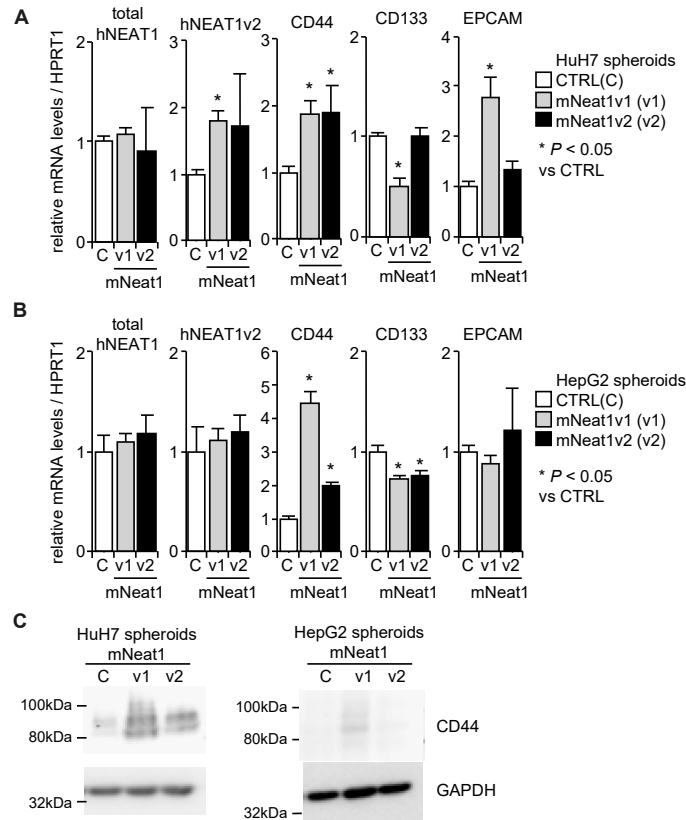 A
total
hNEAT1
hNEAT1v2
CD44
CD133
EPCAM
relative mRNA levels / HPRT1
2
1
0
3
2
1
0
3
2
1
0
2
1
0
5
4
3
2
1
0
*
*
*
*
*
C v1 v2
C v1 v2
C v1 v2
C v1 v2
C v1 v2
mNeat1
mNeat1
mNeat1
mNeat1
mNeat1
HuH7 spheroids
CTRL(C)
mNeat1v1 (v1)
mNeat1v2 (v2)
* P < 0.05
vs CTRL
B
total
hNEAT1
hNEAT1v2
CD44
CD133
EPCAM
relative mRNA levels / HPRT1
2
1
0
2
1
0
6
5
4
3
2
1
0
2
1
0
2
1
0
*
*
*
*
C v1 v2
C v1 v2
C v1 v2
C v1 v2
C v1 v2
mNeat1
mNeat1
mNeat1
mNeat1
mNeat1
HepG2 spheroids
CTRL(C)
mNeat1v1 (v1)
mNeat1v2 (v2)
* P < 0.05
vs CTRL
C
HuH7 spheroids
mNeat1
C v1 v2
100kDa
80kDa
32kDa
HepG2 spheroids
mNeat1
C v1 v2
100kDa
80kDa
32kDa
CD44
GAPDH